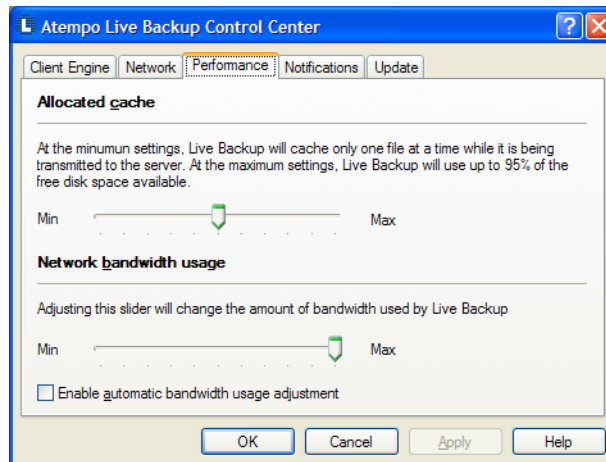 L Atempo Live Backup Control Center
Client Engine Network Performance Notifications Update
Allocated cache
At the minumun settings, Live Backup will cache only one file at a time while it is being
transmitted to the server. At the maximum settings, Live Backup will use up to 95% of the
free disk space available.
Min Max
Network bandwidth usage
Adjusting this slider will change the amount of bandwidth used by Live Backup
Min Max
Enable automatic bandwidth usage adjustment
OK Cancel Apply Help